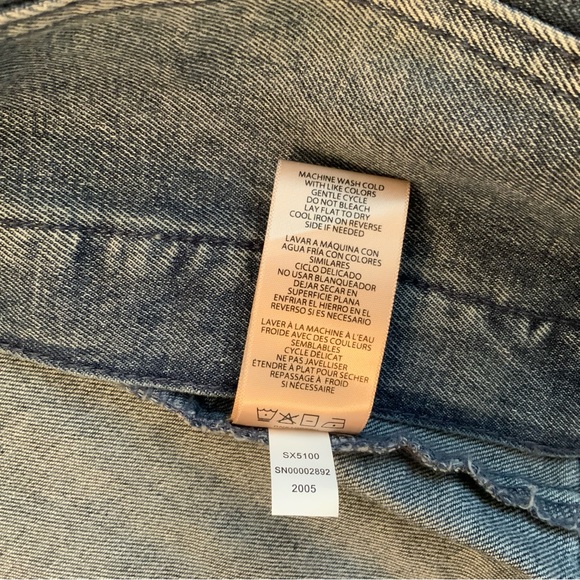 MACHINE WASH COLD
WITH LIKE COLORS
GENTLE CYCLE
DO NOT BLEACH
LAY FLAT TO DRY
COOL IRON ON REVERSE
SIDE IF NEEDED
LAVAR A MÁQUINA CON
AGUA FRÍA CON COLORES
SIMILARES
CICLO DELICADO
NO USAR BLANQUEADOR
DEJAR SECAR EN
SUPERFICIE PLANA
ENFRIAR EL HIERRO EN EL
REVERSO SI ES NECESARIO
LAVER À LA MACHINE A L'EAU
FROIDE AVEC DES COULEURS
SEMBLABLES
CYCLE DÉLICAT
NE PAS JAVELLISER
ÉTENDRE A PLAT POUR SÉCHER
REPASSAGE À FROID
SI NÉCESSAIRE
SX5100
SN00002892
2005